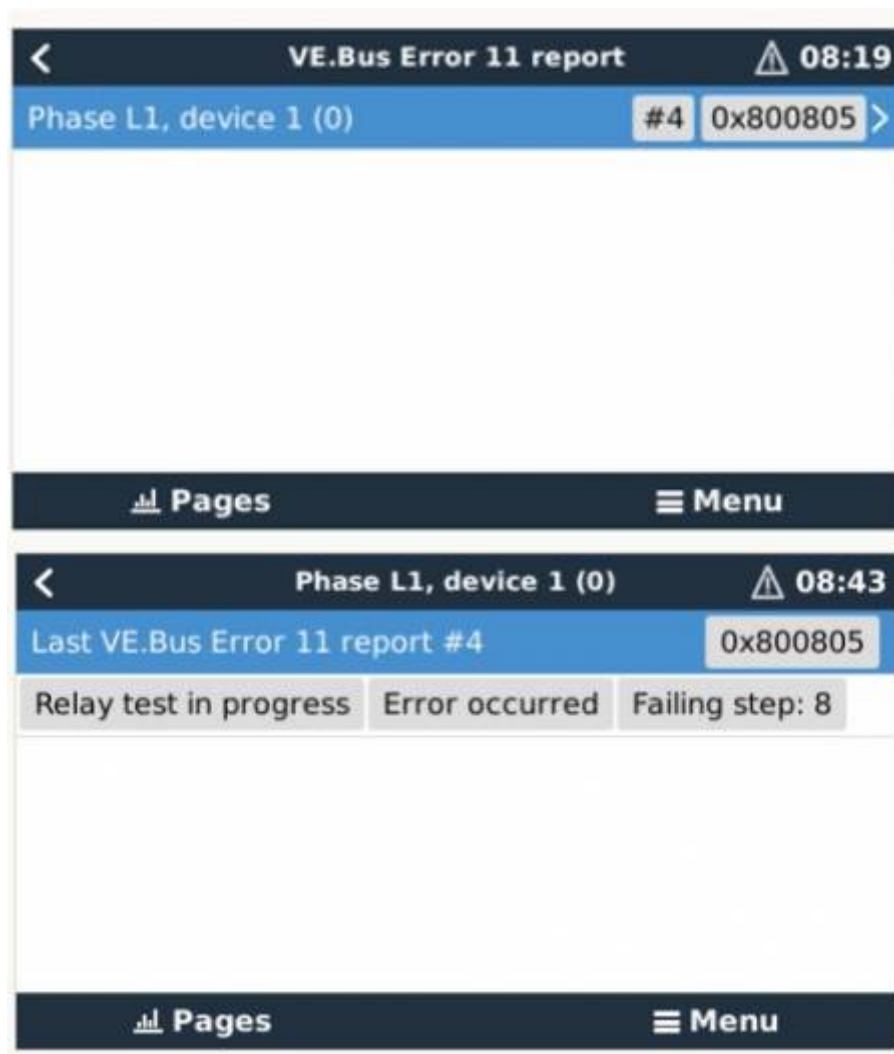 VE.Bus Error 11 report 08:19
Phase L1, device 1 (0) #4 0x800805
Pages Menu
Phase L1, device 1 (0) 08:43
Last VE.Bus Error 11 report #4 0x800805
Relay test in progress Error occurred Failing step: 8
Pages Menu